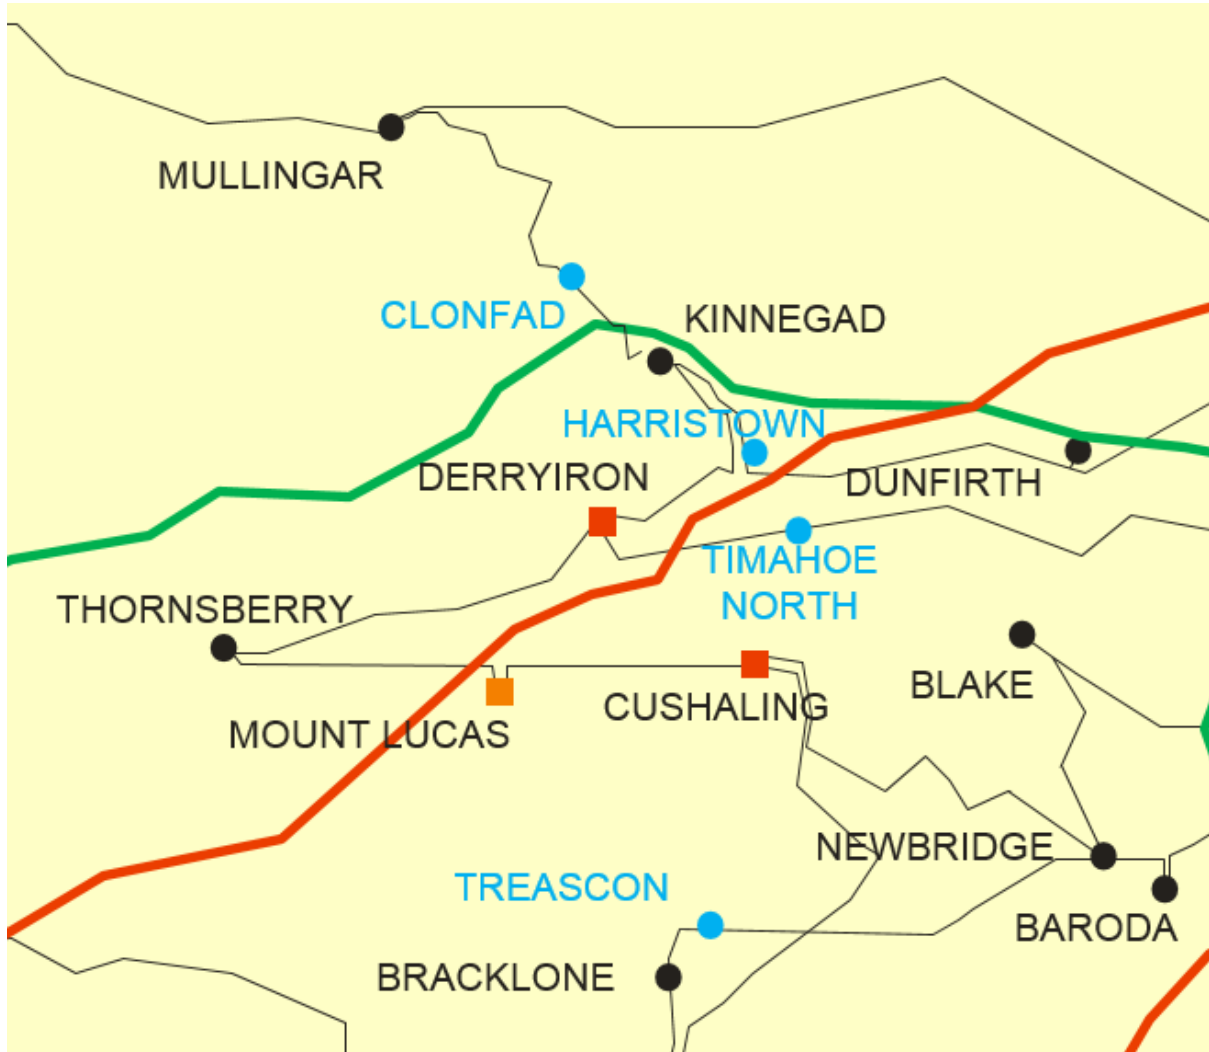 MULLINGAR
CLONFAD
KINNEGAD
HARRISTOWN
DERRYIRON
DUNFIRTH
TIMAHOE
NORTH
THORNSBERRY
BLAKE
CUSHALING
MOUNT LUCAS
NEWBRIDGE
TREASCON
BARODA
BRACKLONE